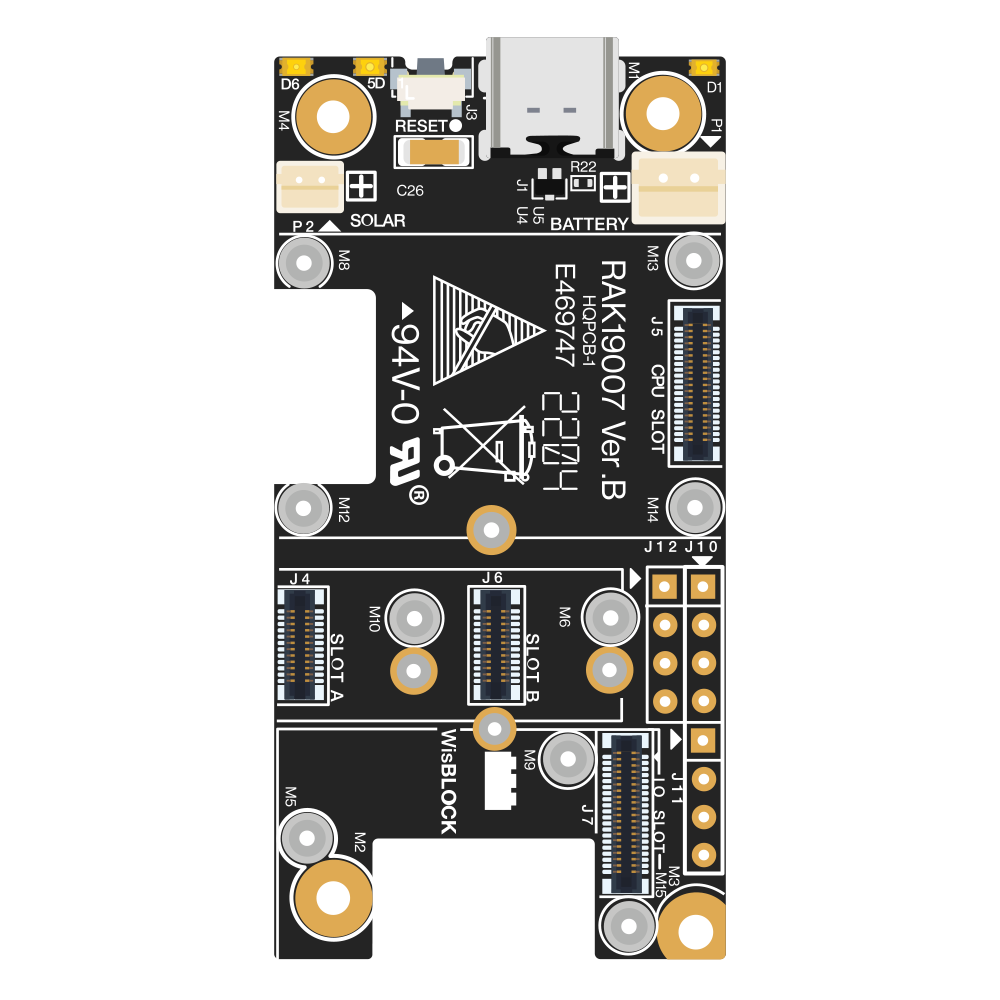 D6
5D
1L
J3
M1
D1
M4
P1
RESET
R22
C26
J1
U4
U5
SOLAR
BATTERY
P2
M8
M13
RAK19007 Ver.B
HQPCB-1
E469747
2204
94V-0
®
J5
CPU SLOT
M12
M14
J12
J10
J4
J6
M10
M6
SLOT A
SLOT B
WisBLOCK
M9
J7
IO SLOT
J11
M5
M2
M15
M3